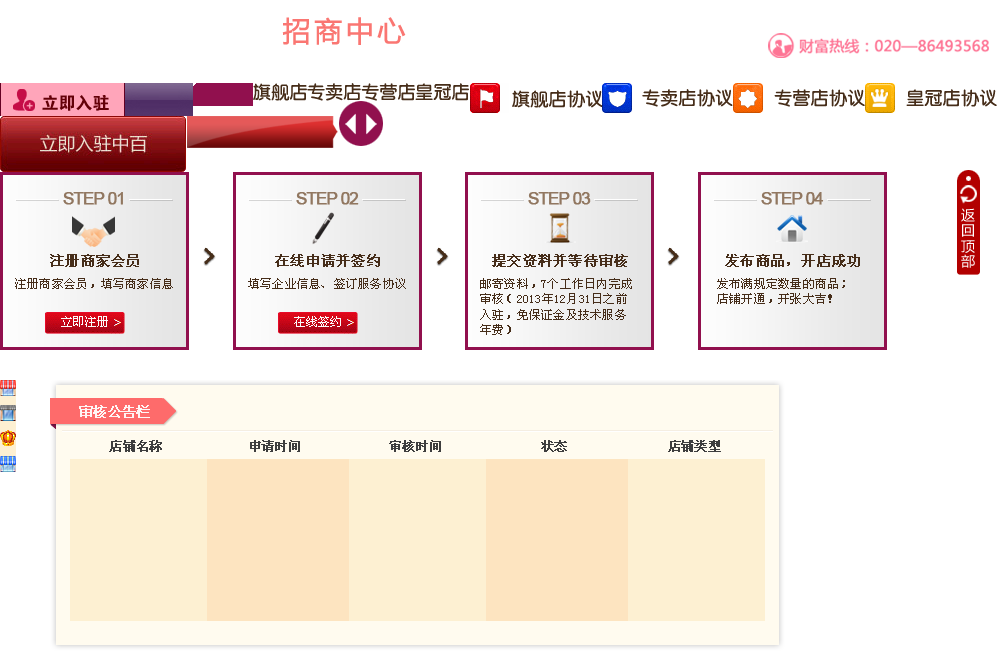 招商中心
财富热线：020—86493568
立即入驻
旗舰店专卖店专营店皇冠店
旗舰店协议
专卖店协议
专营店协议
皇冠店协议
立即入驻中百
STEP 01
注册商家会员
注册商家会员，填写商家信息
立即注册 >
STEP 02
在线申请并签约
填写企业信息、签订服务协议
在线签约 >
STEP 03
提交资料并等待审核
邮寄资料，7个工作日内完成
审核（2013年12月31日之前
入驻，免保证金及技术服务
年费）
STEP 04
发布商品，开店成功
发布满规定数量的商品；
店铺开通，开张大吉！
返回顶部
审核公告栏
店铺名称 申请时间 审核时间 状态 店铺类型